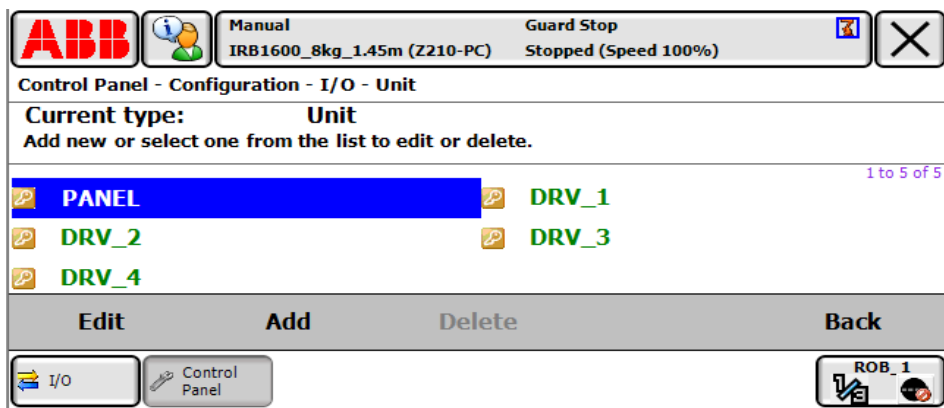 ABB
Manual
Guard Stop
IRB1600_8kg_1.45m (Z210-PC)
Stopped (Speed 100%)
Control Panel - Configuration - I/O - Unit
Current type: Unit
Add new or select one from the list to edit or delete.
1 to 5 of 5
PANEL
DRV_1
DRV_2
DRV_3
DRV_4
Edit Add Delete Back
I/O
Control
Panel
ROB_1
1/3